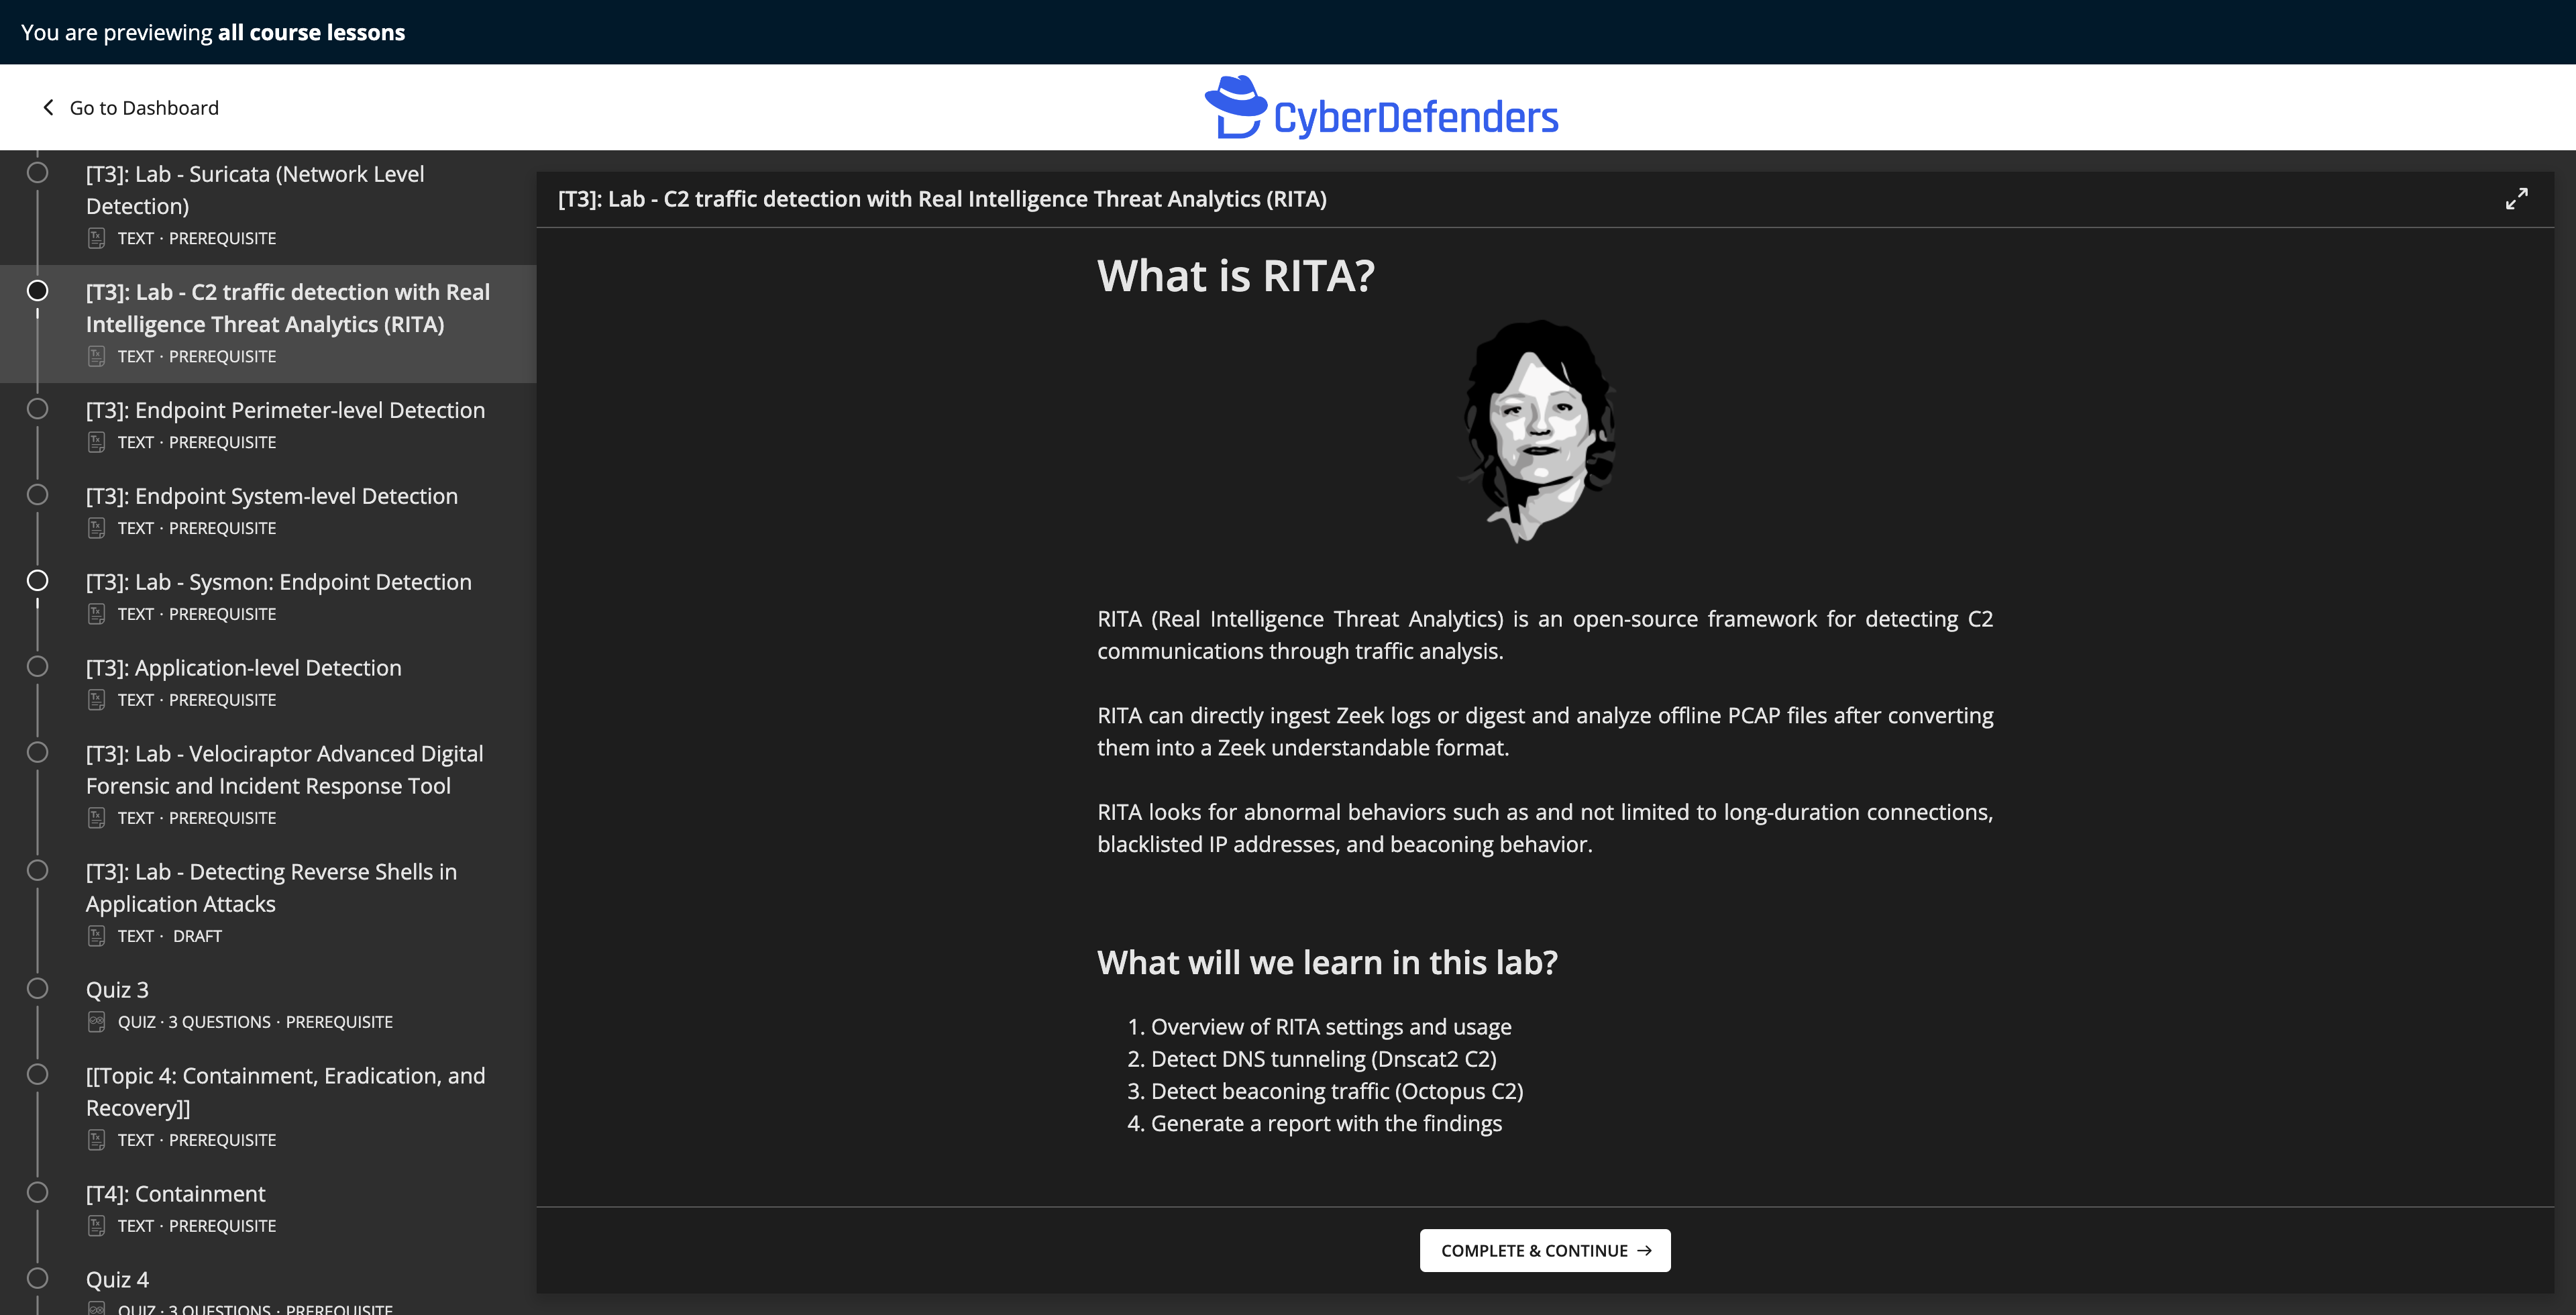 You are previewing all course lessons
Go to Dashboard
CyberDefenders
[T3]: Lab - Suricata (Network Level
Detection)
TEXT · PREREQUISITE
[T3]: Lab - C2 traffic detection with Real
Intelligence Threat Analytics (RITA)
TEXT · PREREQUISITE
[T3]: Endpoint Perimeter-level Detection
TEXT · PREREQUISITE
[T3]: Endpoint System-level Detection
TEXT · PREREQUISITE
[T3]: Lab - Sysmon: Endpoint Detection
TEXT · PREREQUISITE
[T3]: Application-level Detection
TEXT · PREREQUISITE
[T3]: Lab - Velociraptor Advanced Digital
Forensic and Incident Response Tool
TEXT · PREREQUISITE
[T3]: Lab - Detecting Reverse Shells in
Application Attacks
TEXT · DRAFT
Quiz 3
QUIZ · 3 QUESTIONS · PREREQUISITE
[[Topic 4: Containment, Eradication, and
Recovery]]
TEXT · PREREQUISITE
[T4]: Containment
TEXT · PREREQUISITE
Quiz 4
QUIZ · 3 QUESTIONS · PREREQUISITE
[T3]: Lab - C2 traffic detection with Real Intelligence Threat Analytics (RITA)
What is RITA?
RITA (Real Intelligence Threat Analytics) is an open-source framework for detecting C2
communications through traffic analysis.
RITA can directly ingest Zeek logs or digest and analyze offline PCAP files after converting
them into a Zeek understandable format.
RITA looks for abnormal behaviors such as and not limited to long-duration connections,
blacklisted IP addresses, and beaconing behavior.
What will we learn in this lab?
1. Overview of RITA settings and usage
2. Detect DNS tunneling (Dnscat2 C2)
3. Detect beaconing traffic (Octopus C2)
4. Generate a report with the findings
COMPLETE & CONTINUE